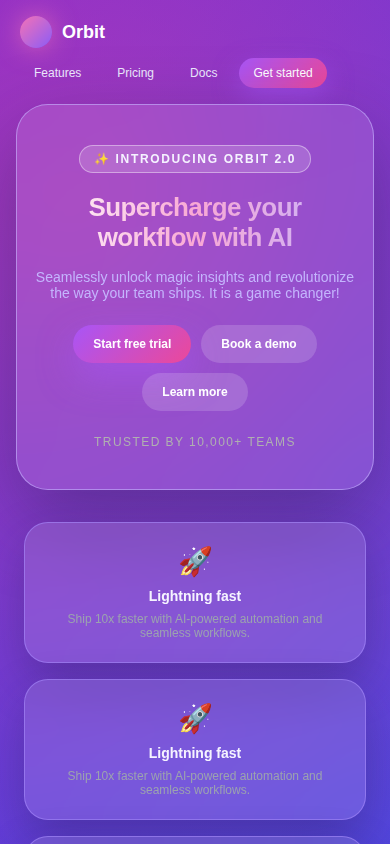 Orbit
Features Pricing Docs Get started
✨ INTRODUCING ORBIT 2.0
Supercharge your
workflow with AI
Seamlessly unlock magic insights and revolutionize
the way your team ships. It is a game changer!
Start free trial Book a demo
Learn more
TRUSTED BY 10,000+ TEAMS
🚀
Lightning fast
Ship 10x faster with AI-powered automation and
seamless workflows.
🚀
Lightning fast
Ship 10x faster with AI-powered automation and
seamless workflows.